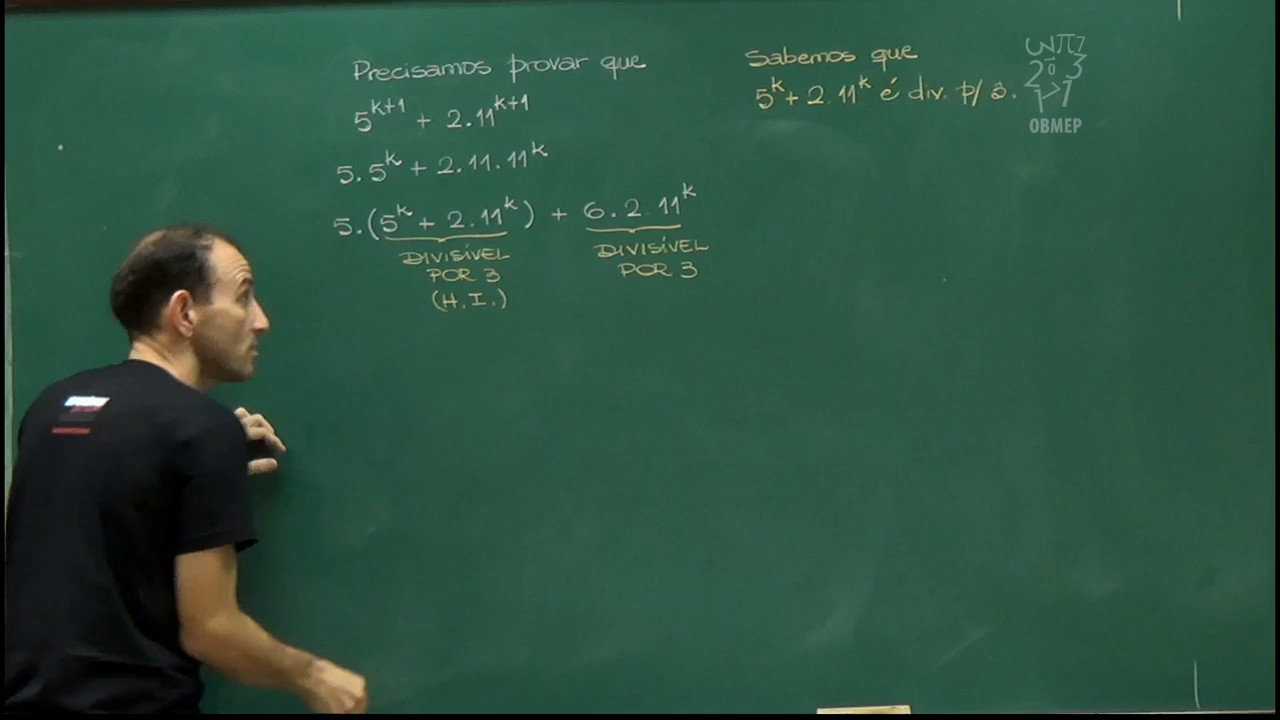 Precisamos provar que
5^{k+1} + 2.11^{k+1}
5.5^k + 2.11.11^k
5.(5^k + 2.11^k) + 6.2.11^k
DIVISÍVEL
POR 3
(H.I.)
DIVISÍVEL
POR 3
Sabemos que
5^k + 2.11^k é div. p/ 3.
OBMEP